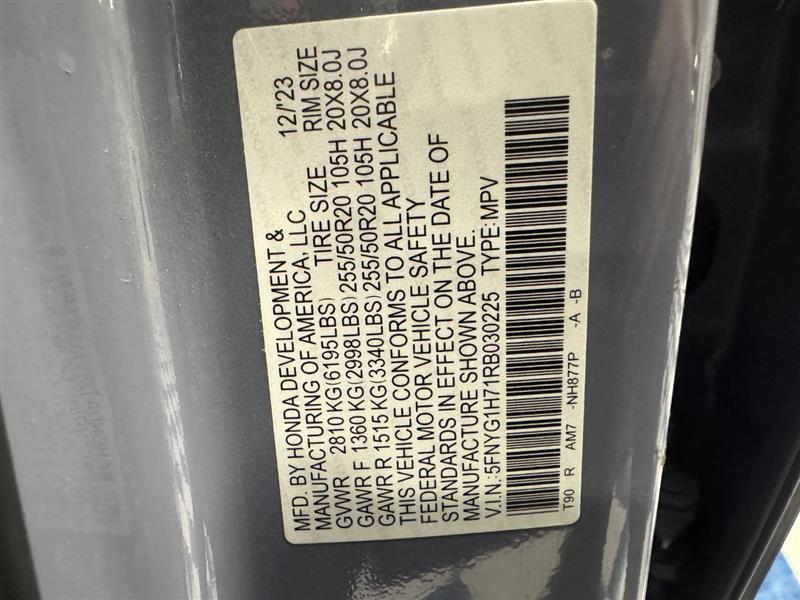 MFD. BY HONDA DEVELOPMENT & 12/'23
MANUFACTURING OF AMERICA, LLC
TIRE SIZE RIM SIZE
GVWR 2810 KG(6195LBS)
GAWR F 1360 KG(2998LBS) 255/50R20 105H 20X8.0J
GAWR R 1515 KG(3340LBS) 255/50R20 105H 20X8.0J
THIS VEHICLE CONFORMS TO ALL APPLICABLE
FEDERAL MOTOR VEHICLE SAFETY
STANDARDS IN EFFECT ON THE DATE OF
MANUFACTURE SHOWN ABOVE.
V.I.N.:5FNYG1H71RB030225 TYPE:MPV
T90 R AM7 -NH877P -A -B